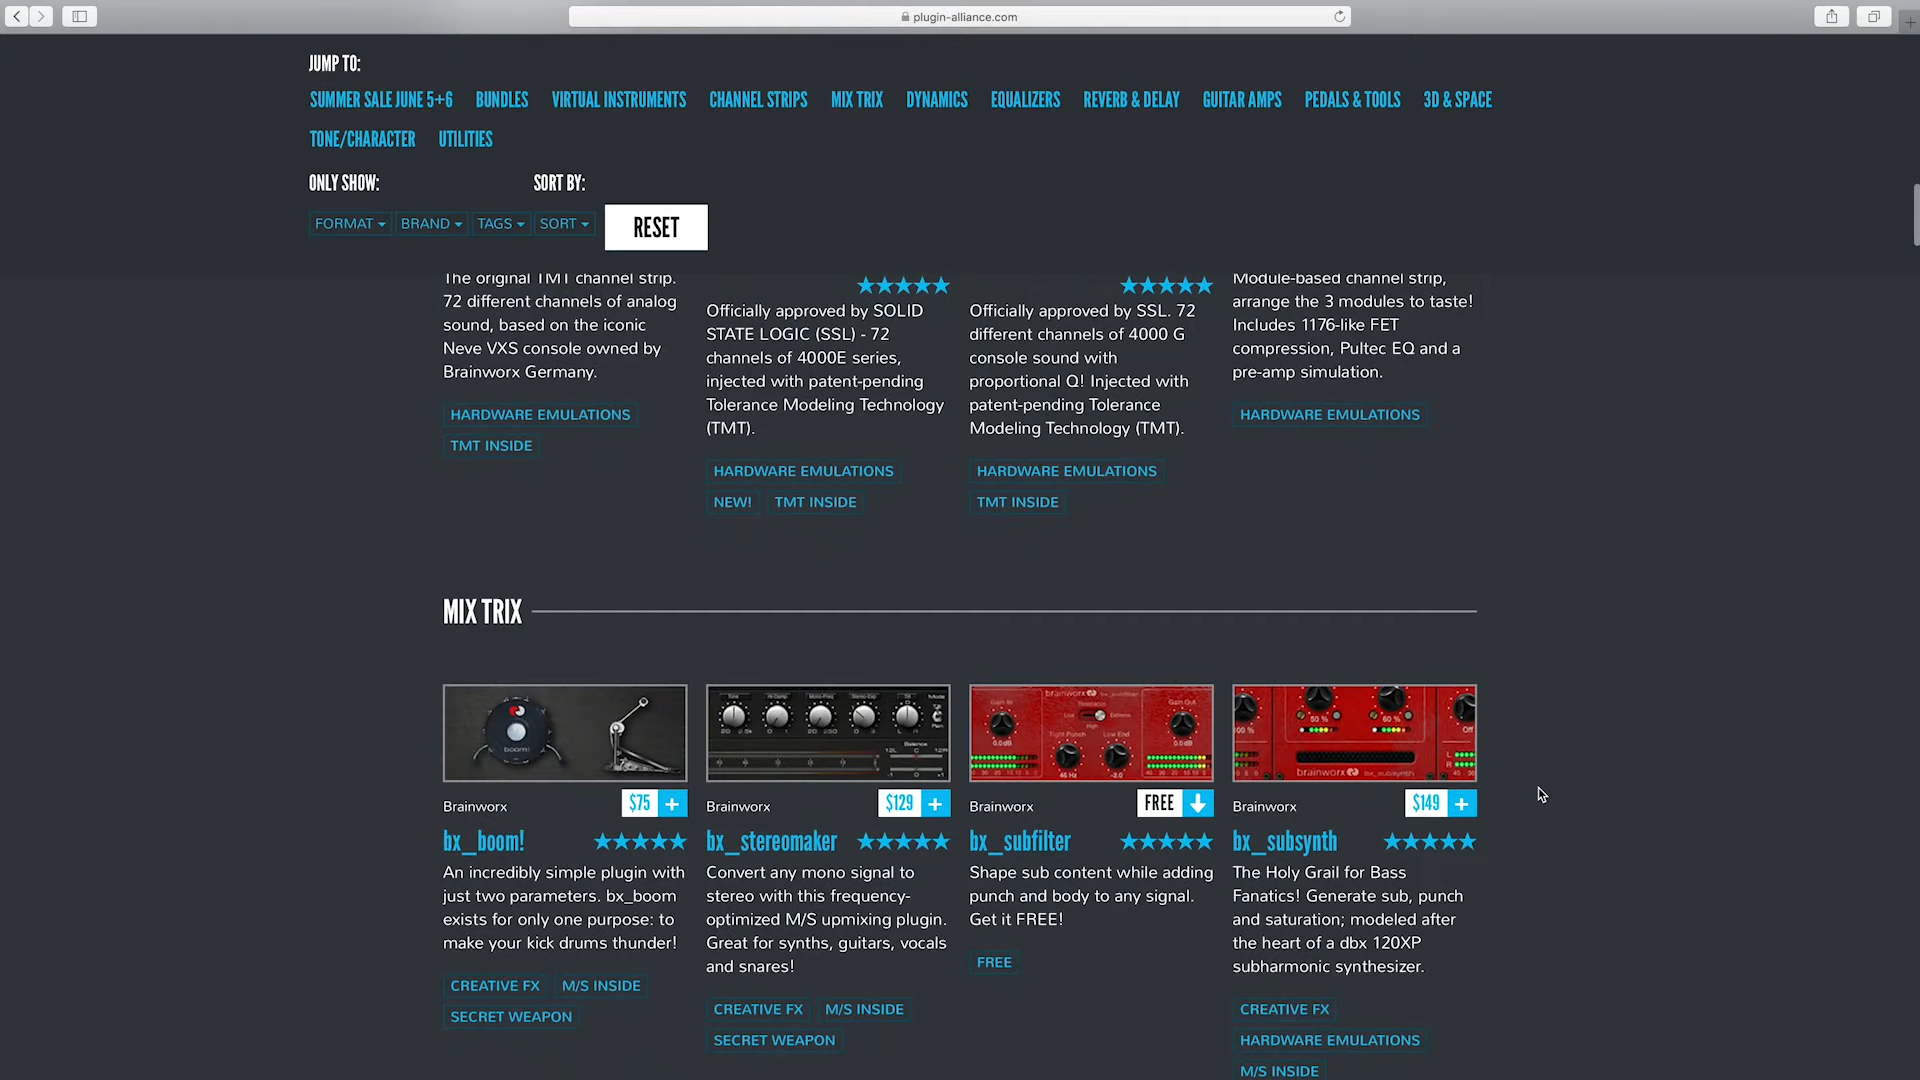 plugin-alliance.com
JUMP TO:
SUMMER SALE JUNE 5+6 BUNDLES VIRTUAL INSTRUMENTS CHANNEL STRIPS MIX TRIX DYNAMICS EQUALIZERS REVERB & DELAY GUITAR AMPS PEDALS & TOOLS 3D & SPACE
TONE/CHARACTER UTILITIES
ONLY SHOW: SORT BY:
FORMAT BRAND TAGS SORT RESET
The original TMT channel strip.
72 different channels of analog
sound, based on the iconic
Neve VXS console owned by
Brainworx Germany.
HARDWARE EMULATIONS
TMT INSIDE
Officially approved by SOLID
STATE LOGIC (SSL) - 72
channels of 4000E series,
injected with patent-pending
Tolerance Modeling Technology
(TMT).
HARDWARE EMULATIONS
NEW! TMT INSIDE
Officially approved by SSL. 72
different channels of 4000 G
console sound with
proportional Q! Injected with
patent-pending Tolerance
Modeling Technology (TMT).
HARDWARE EMULATIONS
TMT INSIDE
Module-based channel strip,
arrange the 3 modules to taste!
Includes 1176-like FET
compression, Pultec EQ and a
pre-amp simulation.
HARDWARE EMULATIONS
MIX TRIX
boom!
Brainworx $75 +
bx_boom!
An incredibly simple plugin with
just two parameters. bx_boom
exists for only one purpose: to
make your kick drums thunder!
CREATIVE FX M/S INSIDE
SECRET WEAPON
Brainworx $129 +
bx_stereomaker
Convert any mono signal to
stereo with this frequency-
optimized M/S upmixing plugin.
Great for synths, guitars, vocals
and snares!
CREATIVE FX M/S INSIDE
SECRET WEAPON
brainworx bx_subfilter
Gain In Gain Out
Tight Punch Low End
Brainworx FREE
bx_subfilter
Shape sub content while adding
punch and body to any signal.
Get it FREE!
FREE
50 % 60 %
brainworx bx_subsynth
Brainworx $149 +
bx_subsynth
The Holy Grail for Bass
Fanatics! Generate sub, punch
and saturation; modeled after
the heart of a dbx 120XP
subharmonic synthesizer.
CREATIVE FX
HARDWARE EMULATIONS
M/S INSIDE